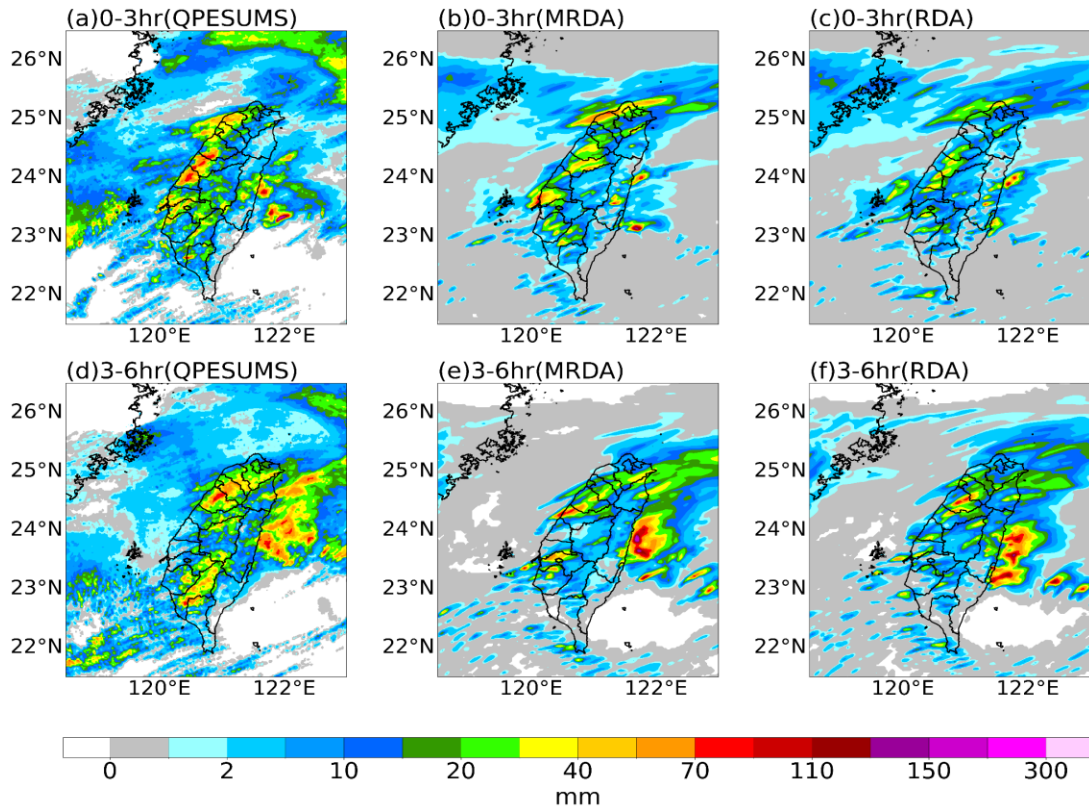 (a)0-3hr(QPESUMS) (b)0-3hr(MRDA) (c)0-3hr(RDA)
26°N 26°N 26°N
25°N 25°N 25°N
24°N 24°N 24°N
23°N 23°N 23°N
22°N 22°N 22°N
120°E 122°E 120°E 122°E 120°E 122°E
(d)3-6hr(QPESUMS) (e)3-6hr(MRDA) (f)3-6hr(RDA)
26°N 26°N 26°N
25°N 25°N 25°N
24°N 24°N 24°N
23°N 23°N 23°N
22°N 22°N 22°N
120°E 122°E 120°E 122°E 120°E 122°E
0 2 10 20 40 70 110 150 300
mm